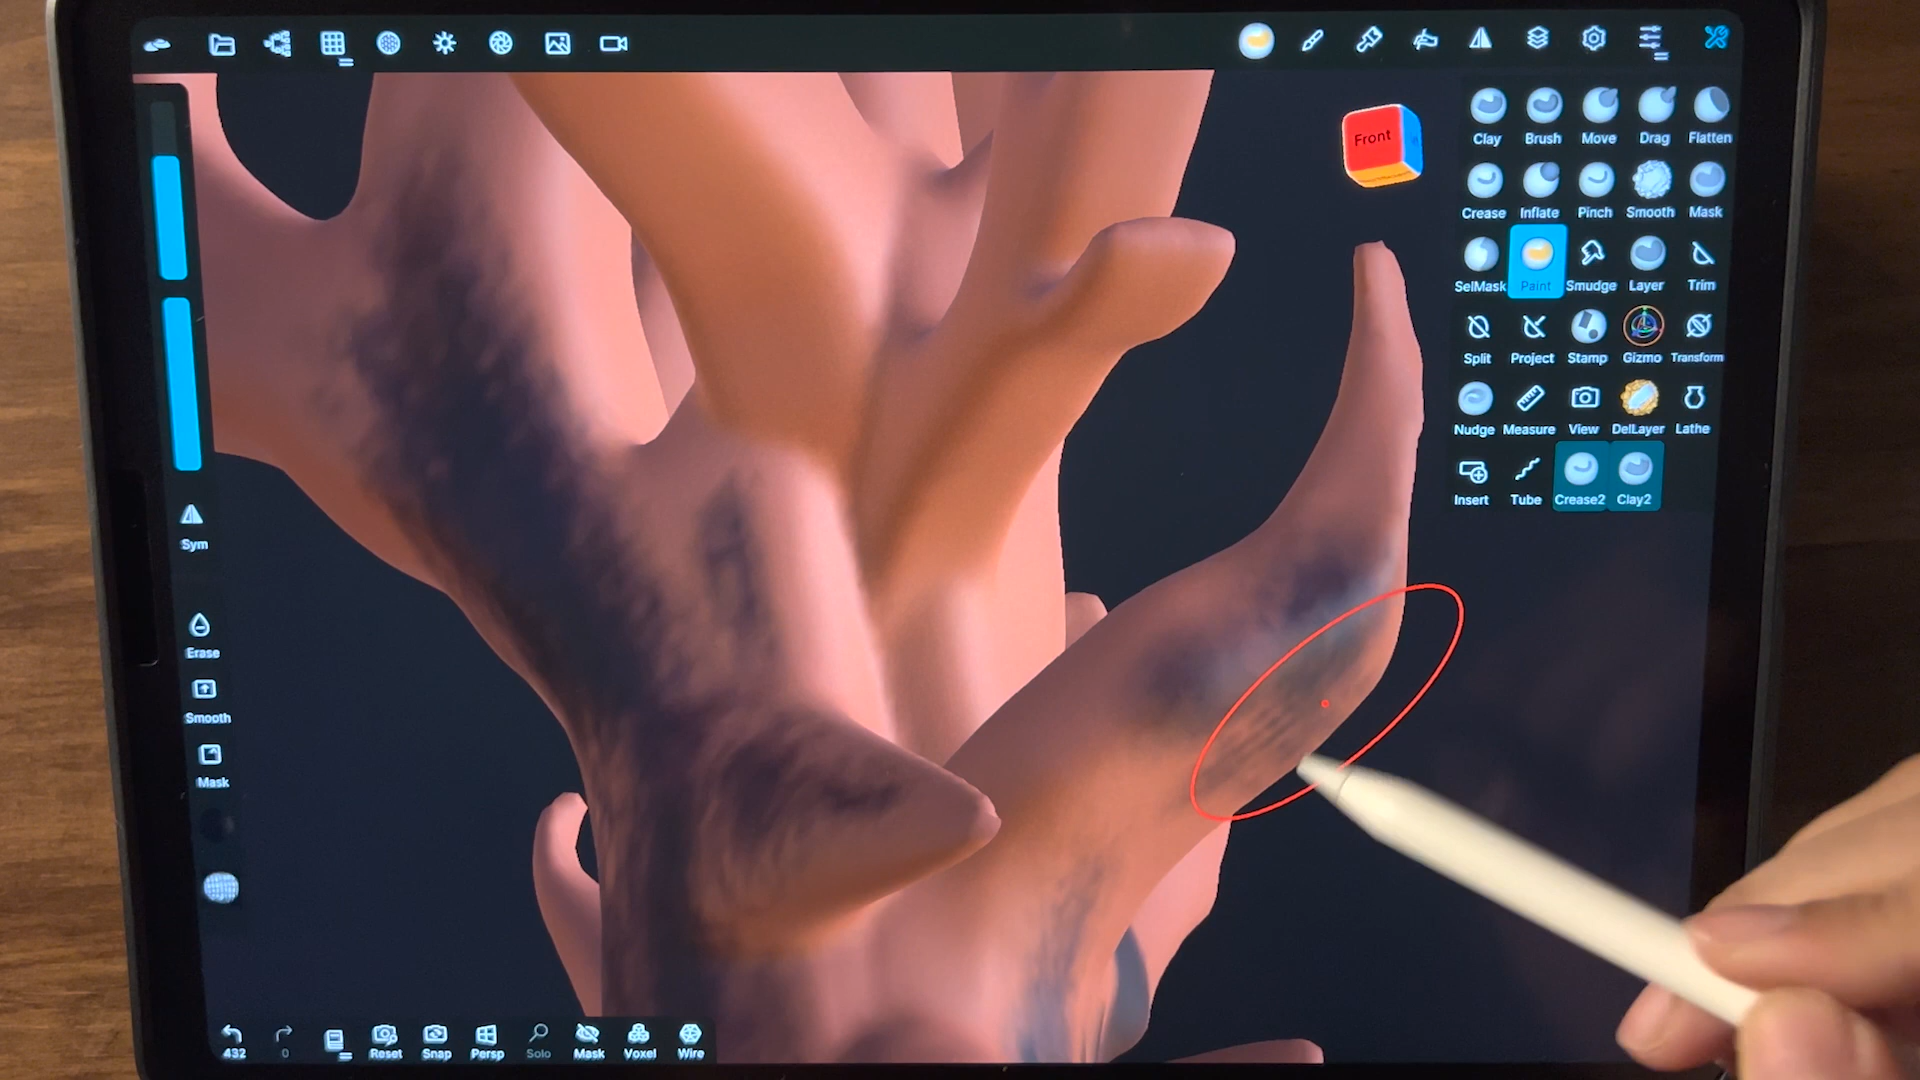 Front
Clay Brush Move Drag Flatten
Crease Inflate Pinch Smooth Mask
SelMask Paint Smudge Layer Trim
Split Project Stamp Gizmo Transform
Nudge Measure View DelLayer Lathe
Insert Tube Crease2 Clay2
Sym
Erase
Smooth
Mask
432 0 Reset Snap Persp Solo Mask Voxel Wire